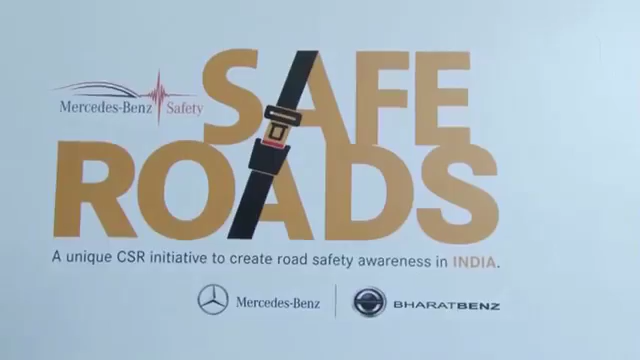 SAFE
Mercedes-Benz Safety
ROADS
A unique CSR initiative to create road safety awareness in INDIA.
Mercedes-Benz BHARATBENZ